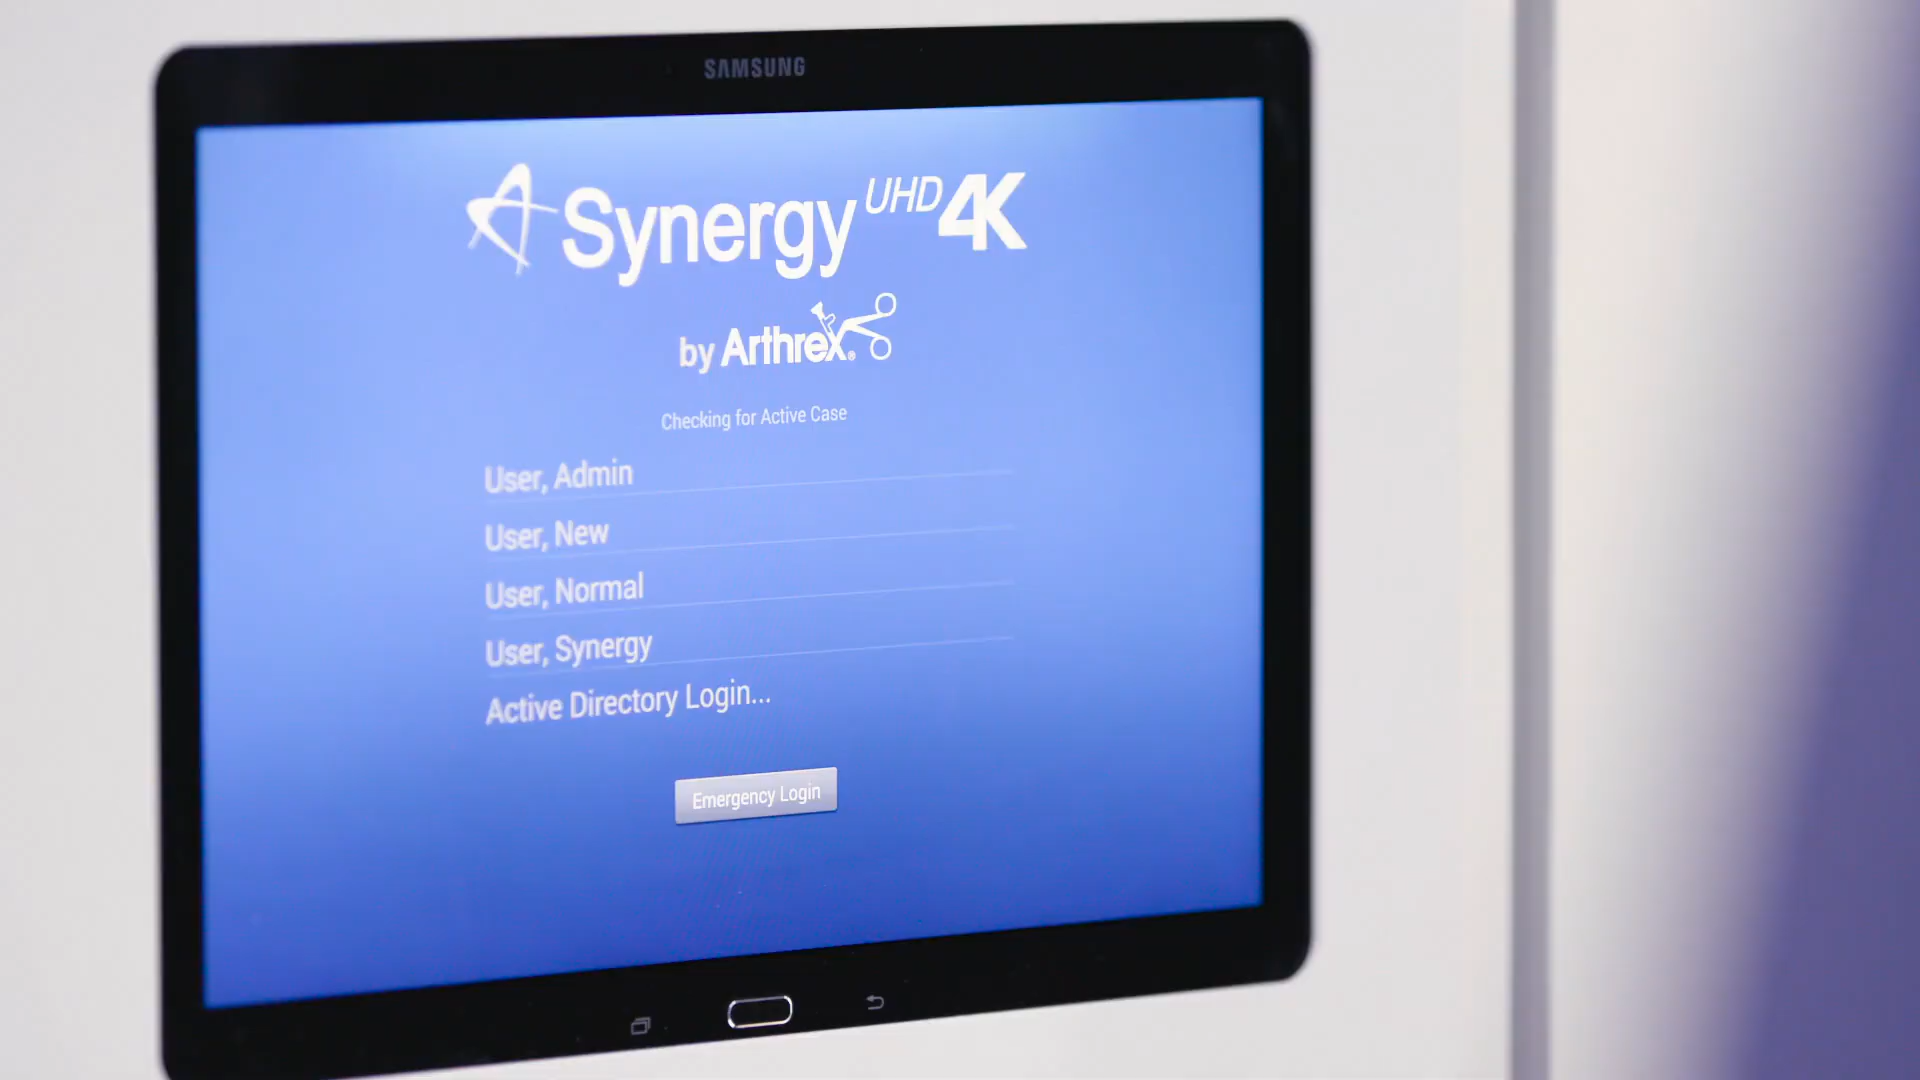 SAMSUNG
Synergy UHD 4K
by Arthrex®
Checking for Active Case
User, Admin
User, New
User, Normal
User, Synergy
Active Directory Login...
Emergency Login